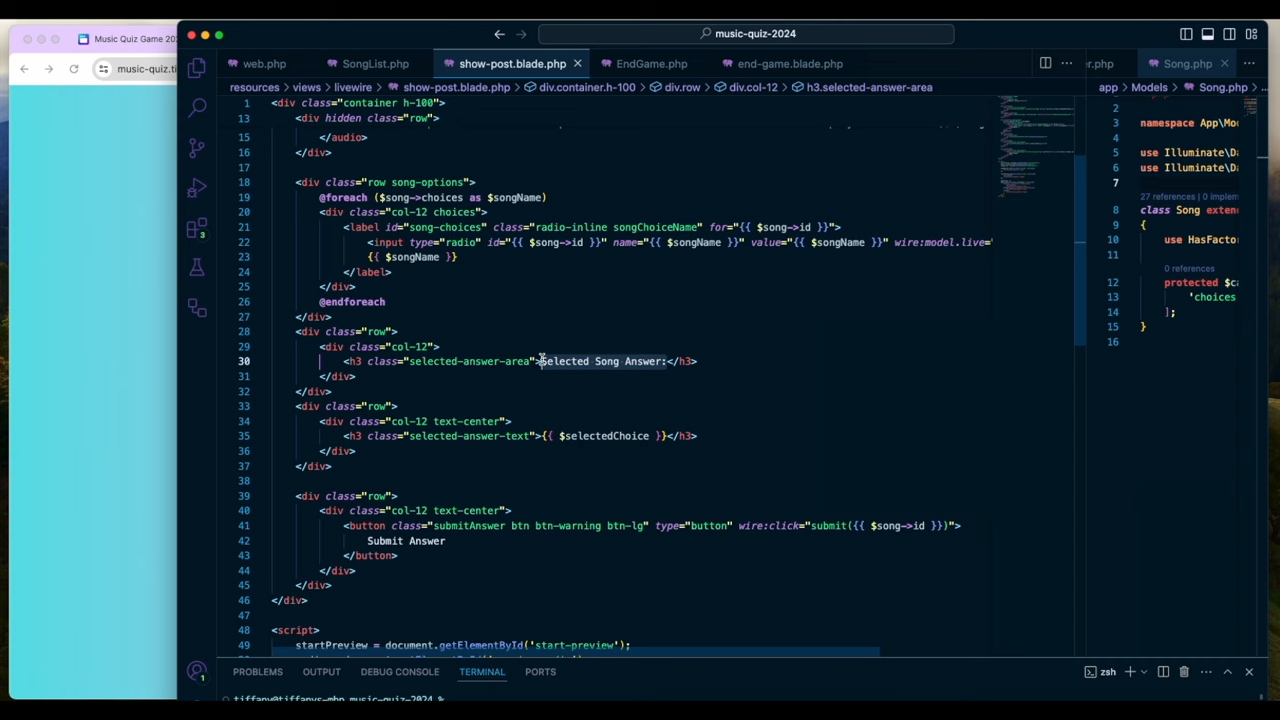 Music Quiz Game 202
music-quiz.ti
music-quiz-2024
web.php
SongList.php
show-post.blade.php
EndGame.php
end-game.blade.php
r.php
Song.php
resources > views > livewire > show-post.blade.php > div.container.h-100 > div.row > div.col-12 > h3.selected-answer-area
app > Models > Song.php > ...
1 <div class="container h-100">
13 <div hidden class="row">
15 </audio>
16 </div>
17
18 <div class="row song-options">
19 @foreach ($song->choices as $songName)
20 <div class="col-12 choices">
21 <label id="song-choices" class="radio-inline songChoiceName" for="{{ $song->id }}">
22 <input type="radio" id="{{ $song->id }}" name="{{ $songName }}" value="{{ $songName }}" wire:model.live="
23 {{ $songName }}
24 </label>
25 </div>
26 @endforeach
27 </div>
28 <div class="row">
29 <div class="col-12">
30 <h3 class="selected-answer-area">Selected Song Answer:</h3>
31 </div>
32 </div>
33 <div class="row">
34 <div class="col-12 text-center">
35 <h3 class="selected-answer-text">{{ $selectedChoice }}</h3>
36 </div>
37 </div>
38
39 <div class="row">
40 <div class="col-12 text-center">
41 <button class="submitAnswer btn btn-warning btn-lg" type="button" wire:click="submit({{ $song->id }})">
42 Submit Answer
43 </button>
44 </div>
45 </div>
46 </div>
47
48 <script>
49 startPreview = document.getElementById('start-preview');
2
3 namespace App\Mo
4
5 use Illuminate\Da
6 use Illuminate\Da
7
27 references | 0 implem
8 class Song exten
9 {
10 use HasFactor
11
0 references
12 protected $ca
13 'choices
14 ];
15 }
16
3
1
PROBLEMS
OUTPUT
DEBUG CONSOLE
TERMINAL
PORTS
zsh
tiffany@tiffanys-mbp music-quiz-2024 %